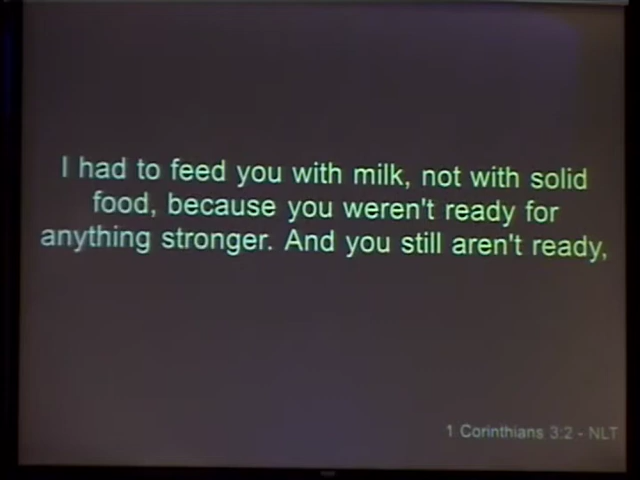 I had to feed you with milk, not with solid
food, because you weren't ready for
anything stronger. And you still aren't ready,
1 Corinthians 3:2 - NLT